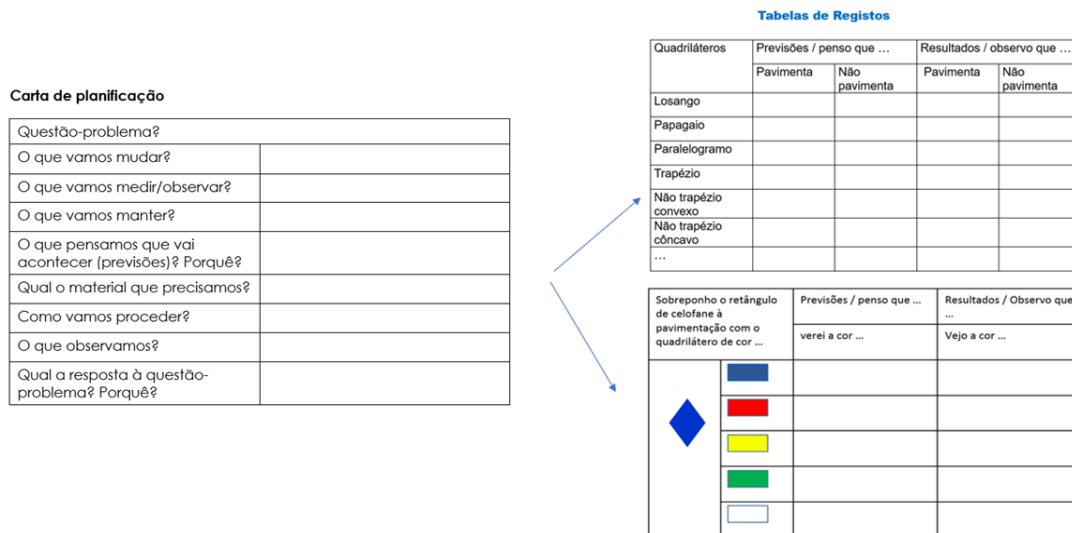 Carta de planificação
Questão-problema?
O que vamos mudar?
O que vamos medir/observar?
O que vamos manter?
O que pensamos que vai
acontecer (previsões)? Porquê?
Qual o material que precisamos?
Como vamos proceder?
O que observamos?
Qual a resposta à questão-
problema? Porquê?
Tabelas de Registos
Quadriláteros
Previsões / penso que ...
Resultados / observo que ...
Pavimenta
Não
pavimenta
Pavimenta
Não
pavimenta
Losango
Papagaio
Paralelogramo
Trapézio
Não trapézio
convexo
Não trapézio
côncavo
...
Sobreponho o retângulo
de celofane à
pavimentação com o
quadrilátero de cor ...
Previsões / penso que ...
Resultados / Observo que
...
verei a cor ...
Vejo a cor ...